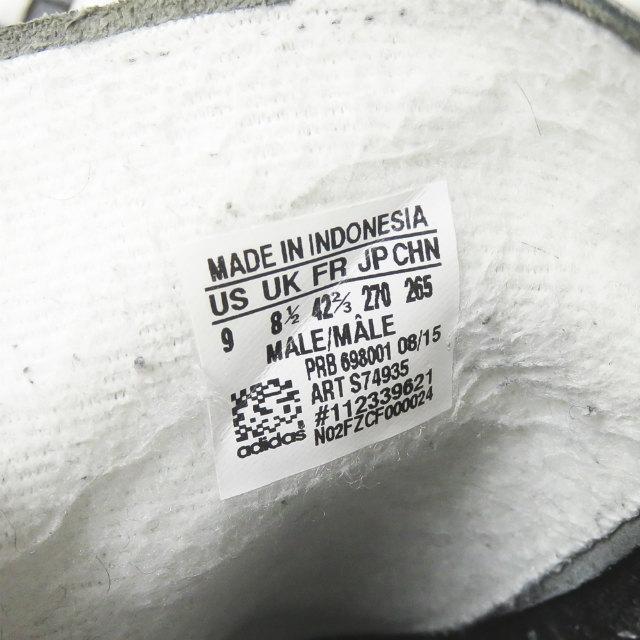 MADE IN INDONESIA
US UK FR JP CHN
9 8½ 42⅔ 270 265
MALE/MÂLE
PRB 698001 08/15
ART S74935
#112339621
adidas N02FZCF000024